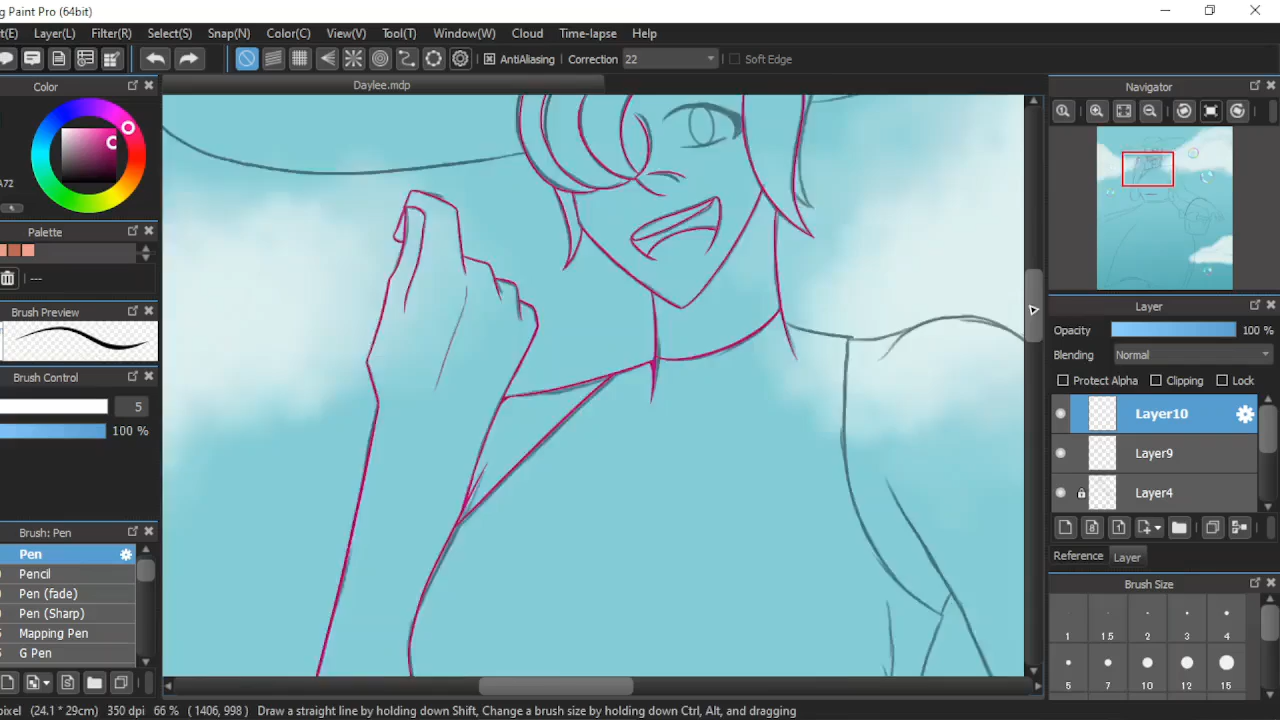 g Paint Pro (64bit)
t(E) Layer(L) Filter(R) Select(S) Snap(N) Color(C) View(V) Tool(T) Window(W) Cloud Time-lapse Help
AntiAliasing Correction 22 Soft Edge
Color
Daylee.mdp
Navigator
A72
Palette
---
Brush Preview
Layer
Opacity 100 %
Blending Normal
Brush Control
Protect Alpha Clipping Lock
5
100 %
Layer10
Layer9
Layer4
Brush: Pen
Pen
Pencil
Pen (fade)
Pen (Sharp)
Mapping Pen
G Pen
Reference Layer
Brush Size
1 1.5 2 3 4
5 7 10 12 15
pixel (24.1 * 29cm) 350 dpi 66 % ( 1406, 998 ) Draw a straight line by holding down Shift, Change a brush size by holding down Ctrl, Alt, and dragging